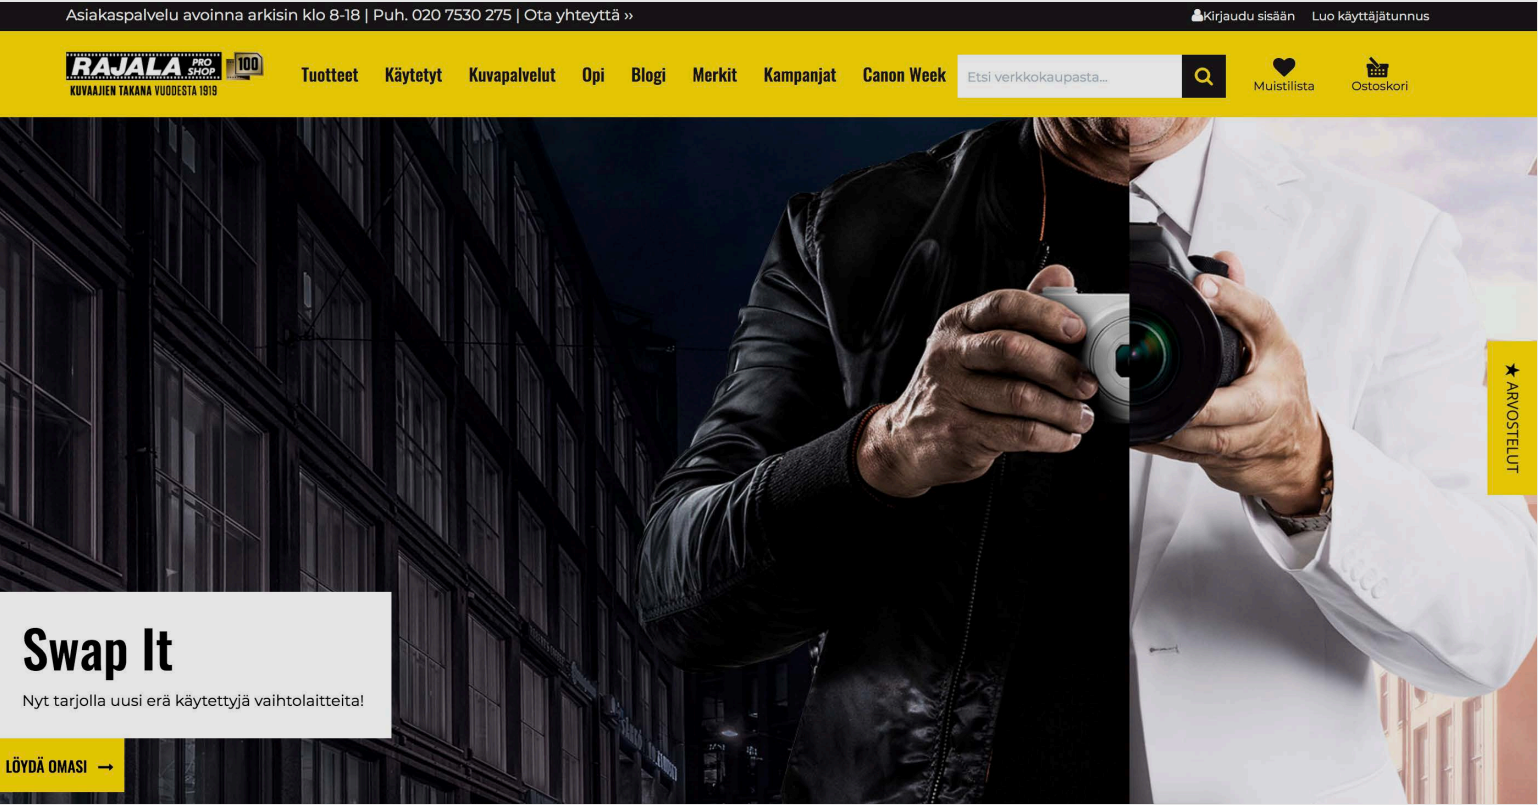 Asiakaspalvelu avoinna arkisin klo 8-18 | Puh. 020 7530 275 | Ota yhteyttä ››
Kirjaudu sisään Luo käyttäjätunnus
RAJALA PRO SHOP 100
KUVAAJIEN TAKANA VUODESTA 1919
Tuotteet Käytetyt Kuvapalvelut Opi Blogi Merkit Kampanjat Canon Week
Etsi verkkokaupasta...
Muistilista
Ostoskori
★ ARVOSTELUT
Swap It
Nyt tarjolla uusi erä käytettyjä vaihtolaitteita!
LÖYDÄ OMASI →